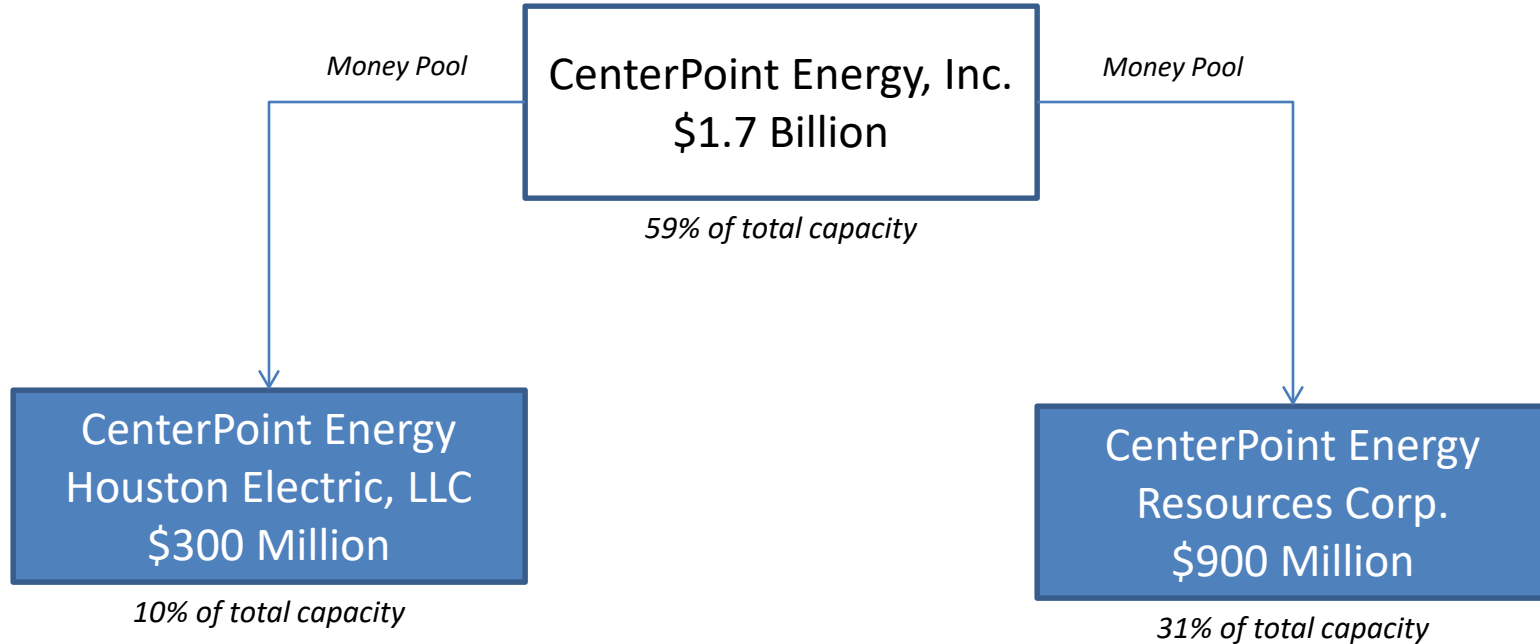 Money Pool
CenterPoint Energy, Inc.
$1.7 Billion
Money Pool
59% of total capacity
CenterPoint Energy
Houston Electric, LLC
$300 Million
10% of total capacity
CenterPoint Energy
Resources Corp.
$900 Million
31% of total capacity